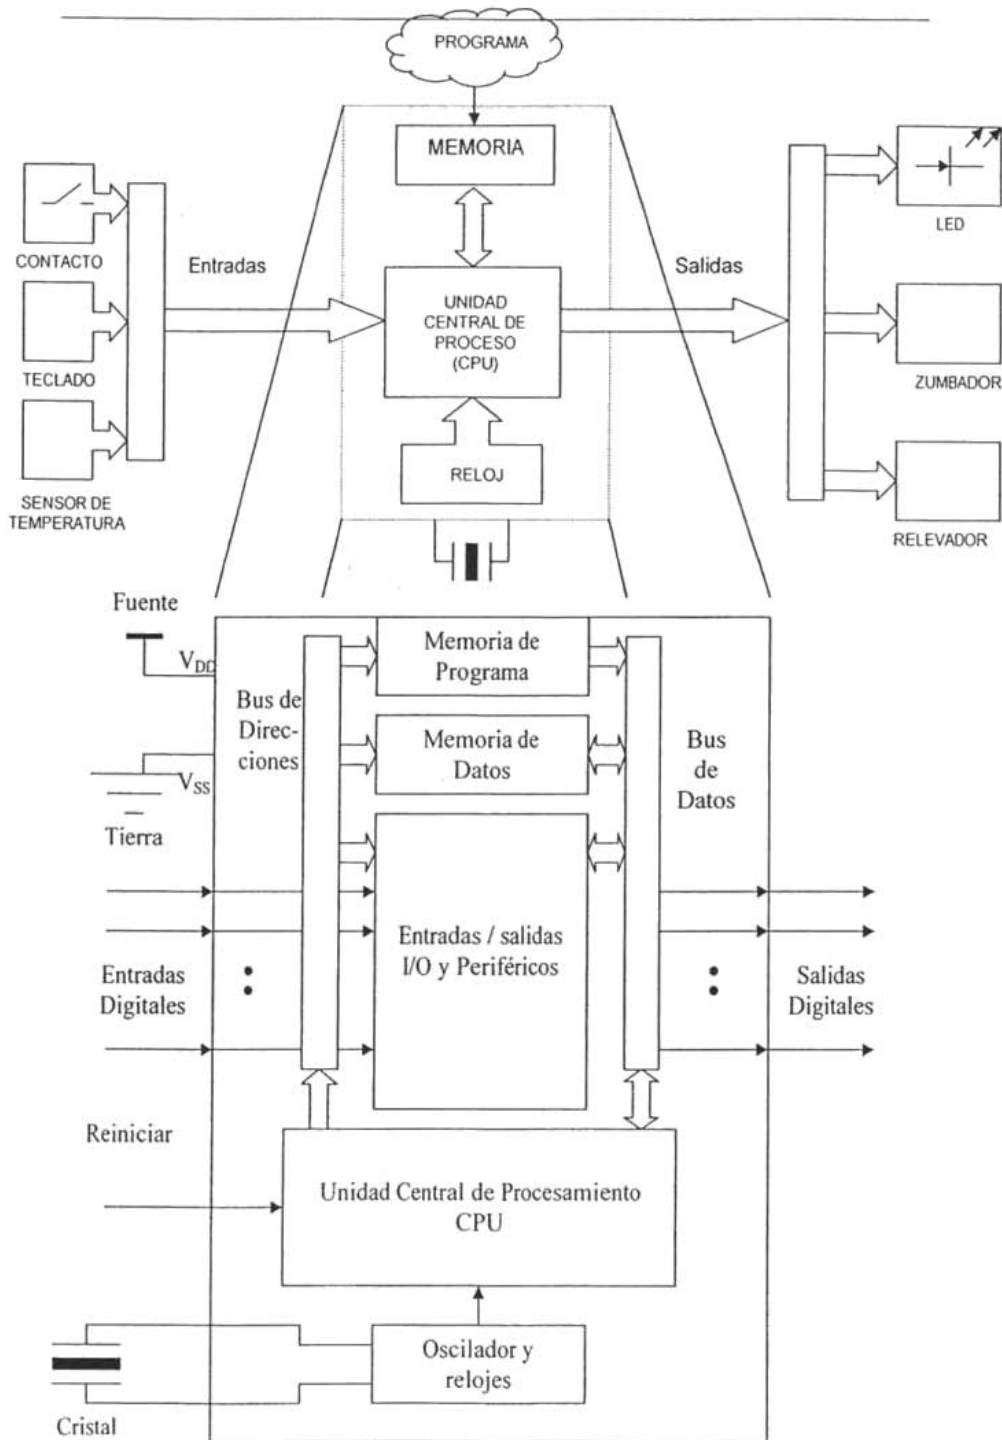 PROGRAMA
MEMORIA
CONTACTO
Entradas
UNIDAD
CENTRAL DE
PROCESO
(CPU)
Salidas
LED
TECLADO
ZUMBADOR
RELOJ
SENSOR DE
TEMPERATURA
RELEVADOR
Fuente
VDD
Bus de
Direc-
ciones
Memoria de
Programa
Memoria de
Datos
Bus
de
Datos
VSS
Tierra
Entradas / salidas
I/O y Periféricos
Entradas
Digitales
Salidas
Digitales
Reiniciar
Unidad Central de Procesamiento
CPU
Oscilador y
relojes
Cristal